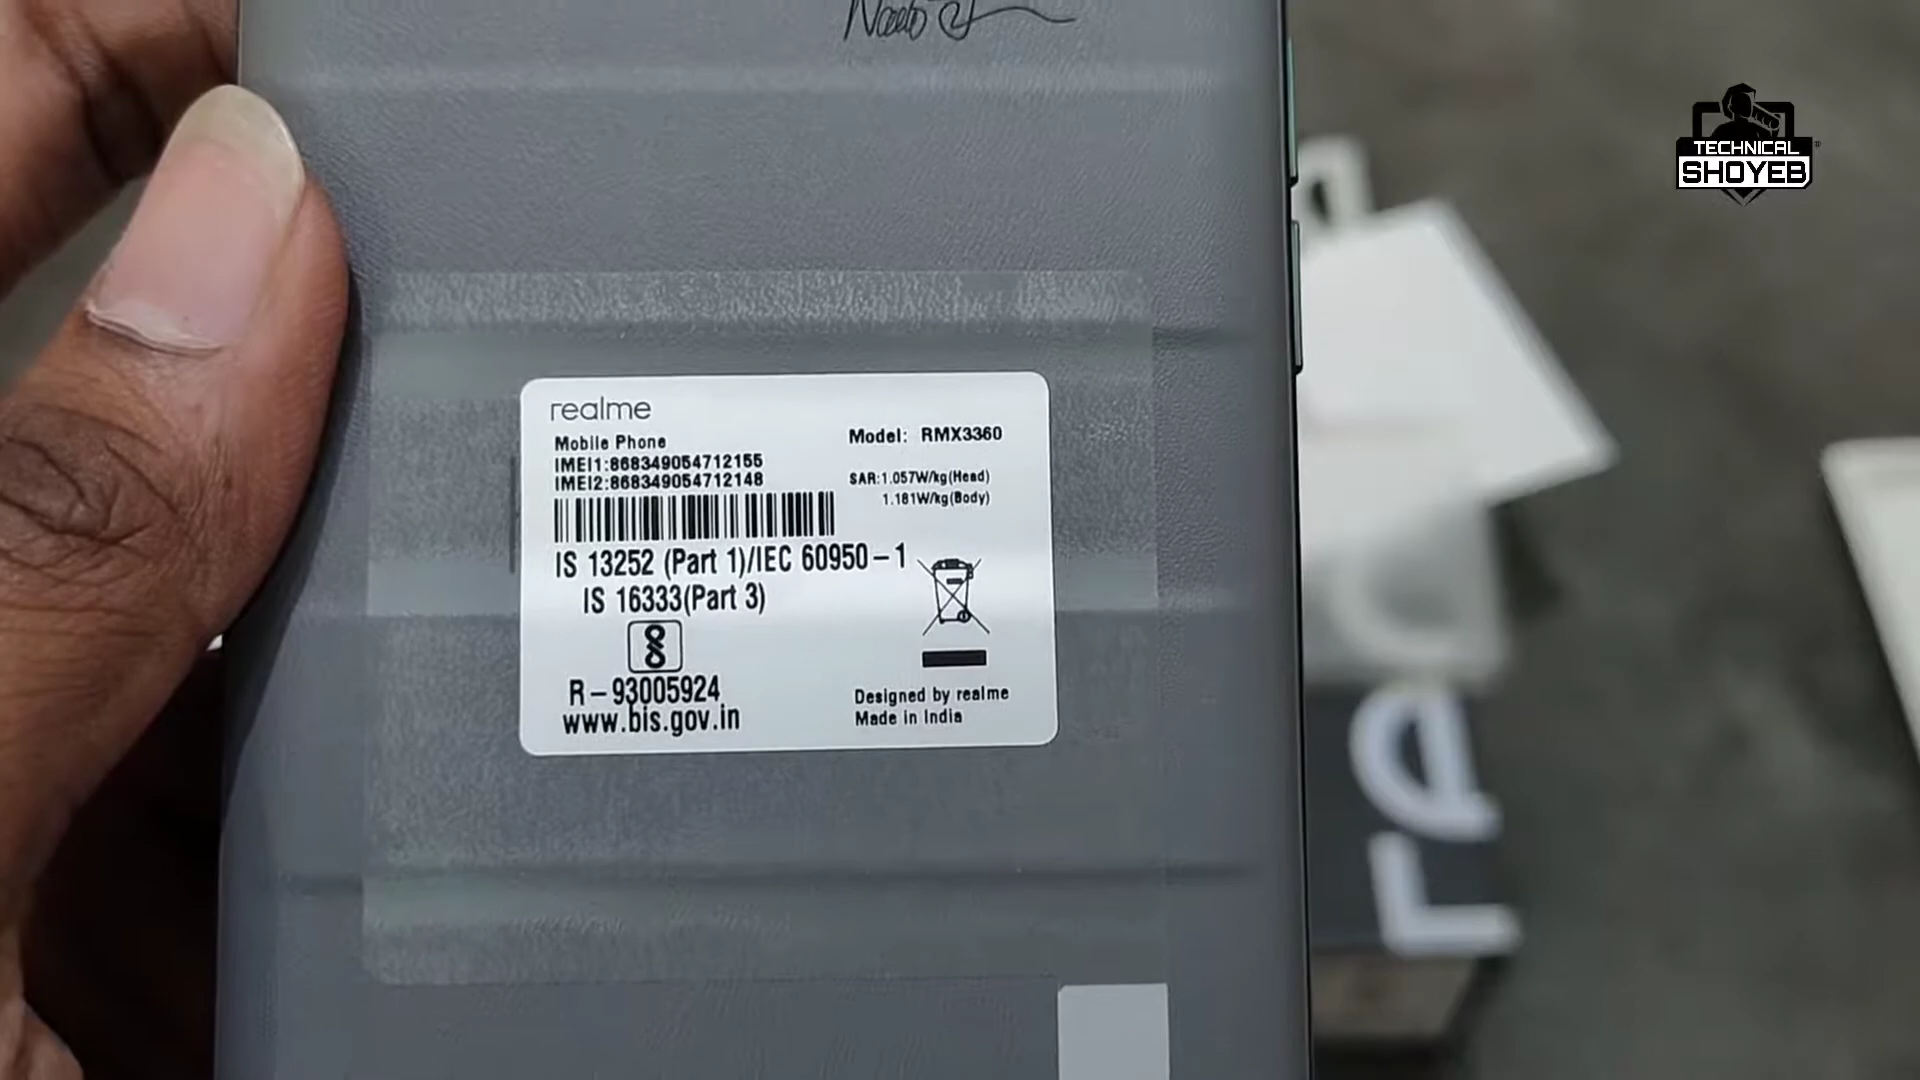 TECHNICAL
SHOYEB
realme
Mobile Phone
IMEI1:868349054712155
IMEI2:868349054712148
Model: RMX3360
SAR:1.057W/kg(Head)
1.181W/kg(Body)
IS 13252 (Part 1)/IEC 60950-1
IS 16333(Part 3)
R-93005924
www.bis.gov.in
Designed by realme
Made in India